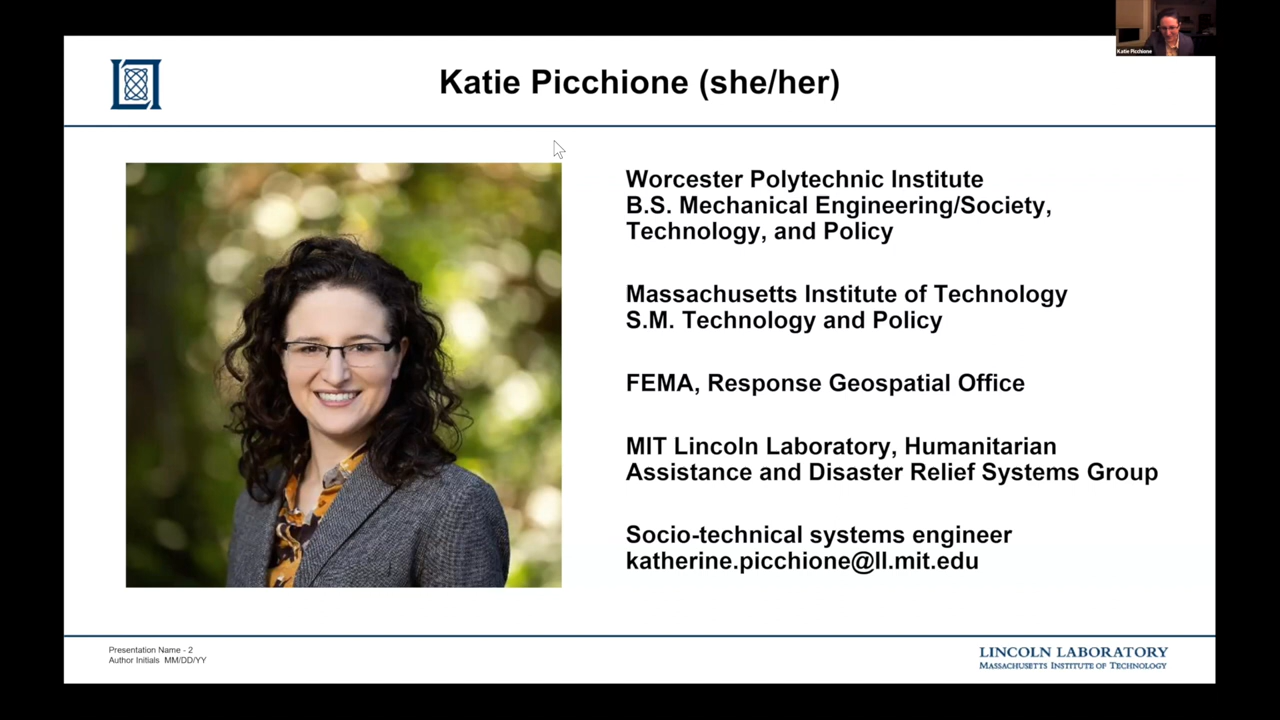 Katie Picchione
Katie Picchione (she/her)
Worcester Polytechnic Institute
B.S. Mechanical Engineering/Society,
Technology, and Policy
Massachusetts Institute of Technology
S.M. Technology and Policy
FEMA, Response Geospatial Office
MIT Lincoln Laboratory, Humanitarian
Assistance and Disaster Relief Systems Group
Socio-technical systems engineer
katherine.picchione@ll.mit.edu
Presentation Name - 2
Author Initials  MM/DD/YY
LINCOLN LABORATORY
MASSACHUSETTS INSTITUTE OF TECHNOLOGY